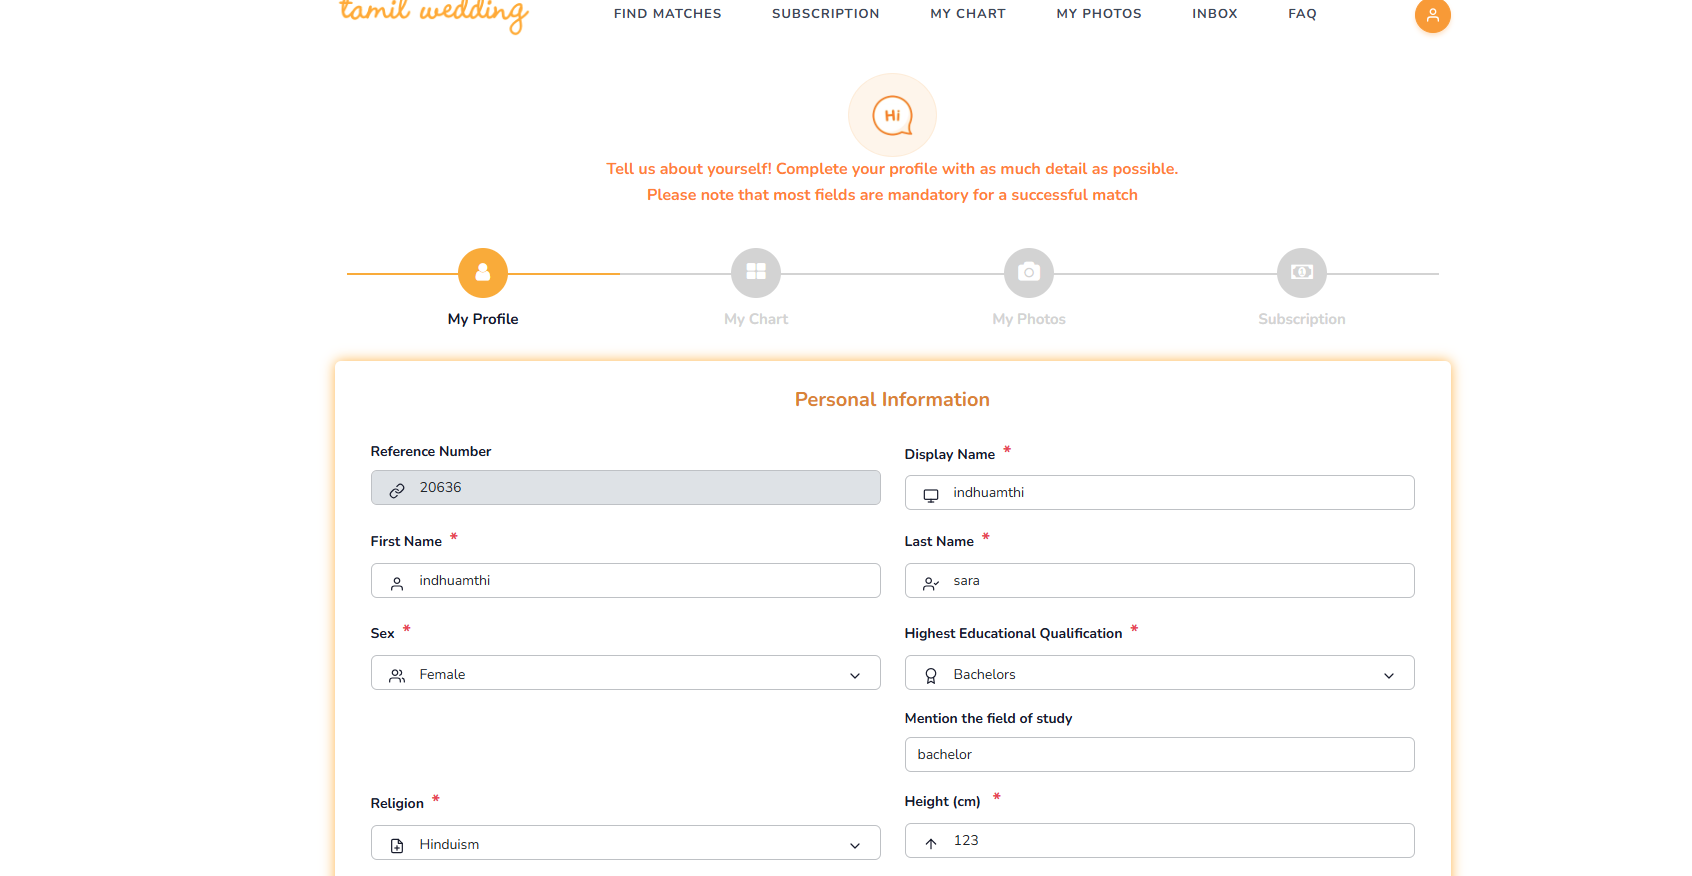 tamil wedding
FIND MATCHES SUBSCRIPTION MY CHART MY PHOTOS INBOX FAQ
Hi
Tell us about yourself! Complete your profile with as much detail as possible.
Please note that most fields are mandatory for a successful match
My Profile My Chart My Photos Subscription
Personal Information
Reference Number
20636
Display Name *
indhuamthi
First Name *
indhuamthi
Last Name *
sara
Sex *
Female
Highest Educational Qualification *
Bachelors
Mention the field of study
bachelor
Religion *
Hinduism
Height (cm) *
123